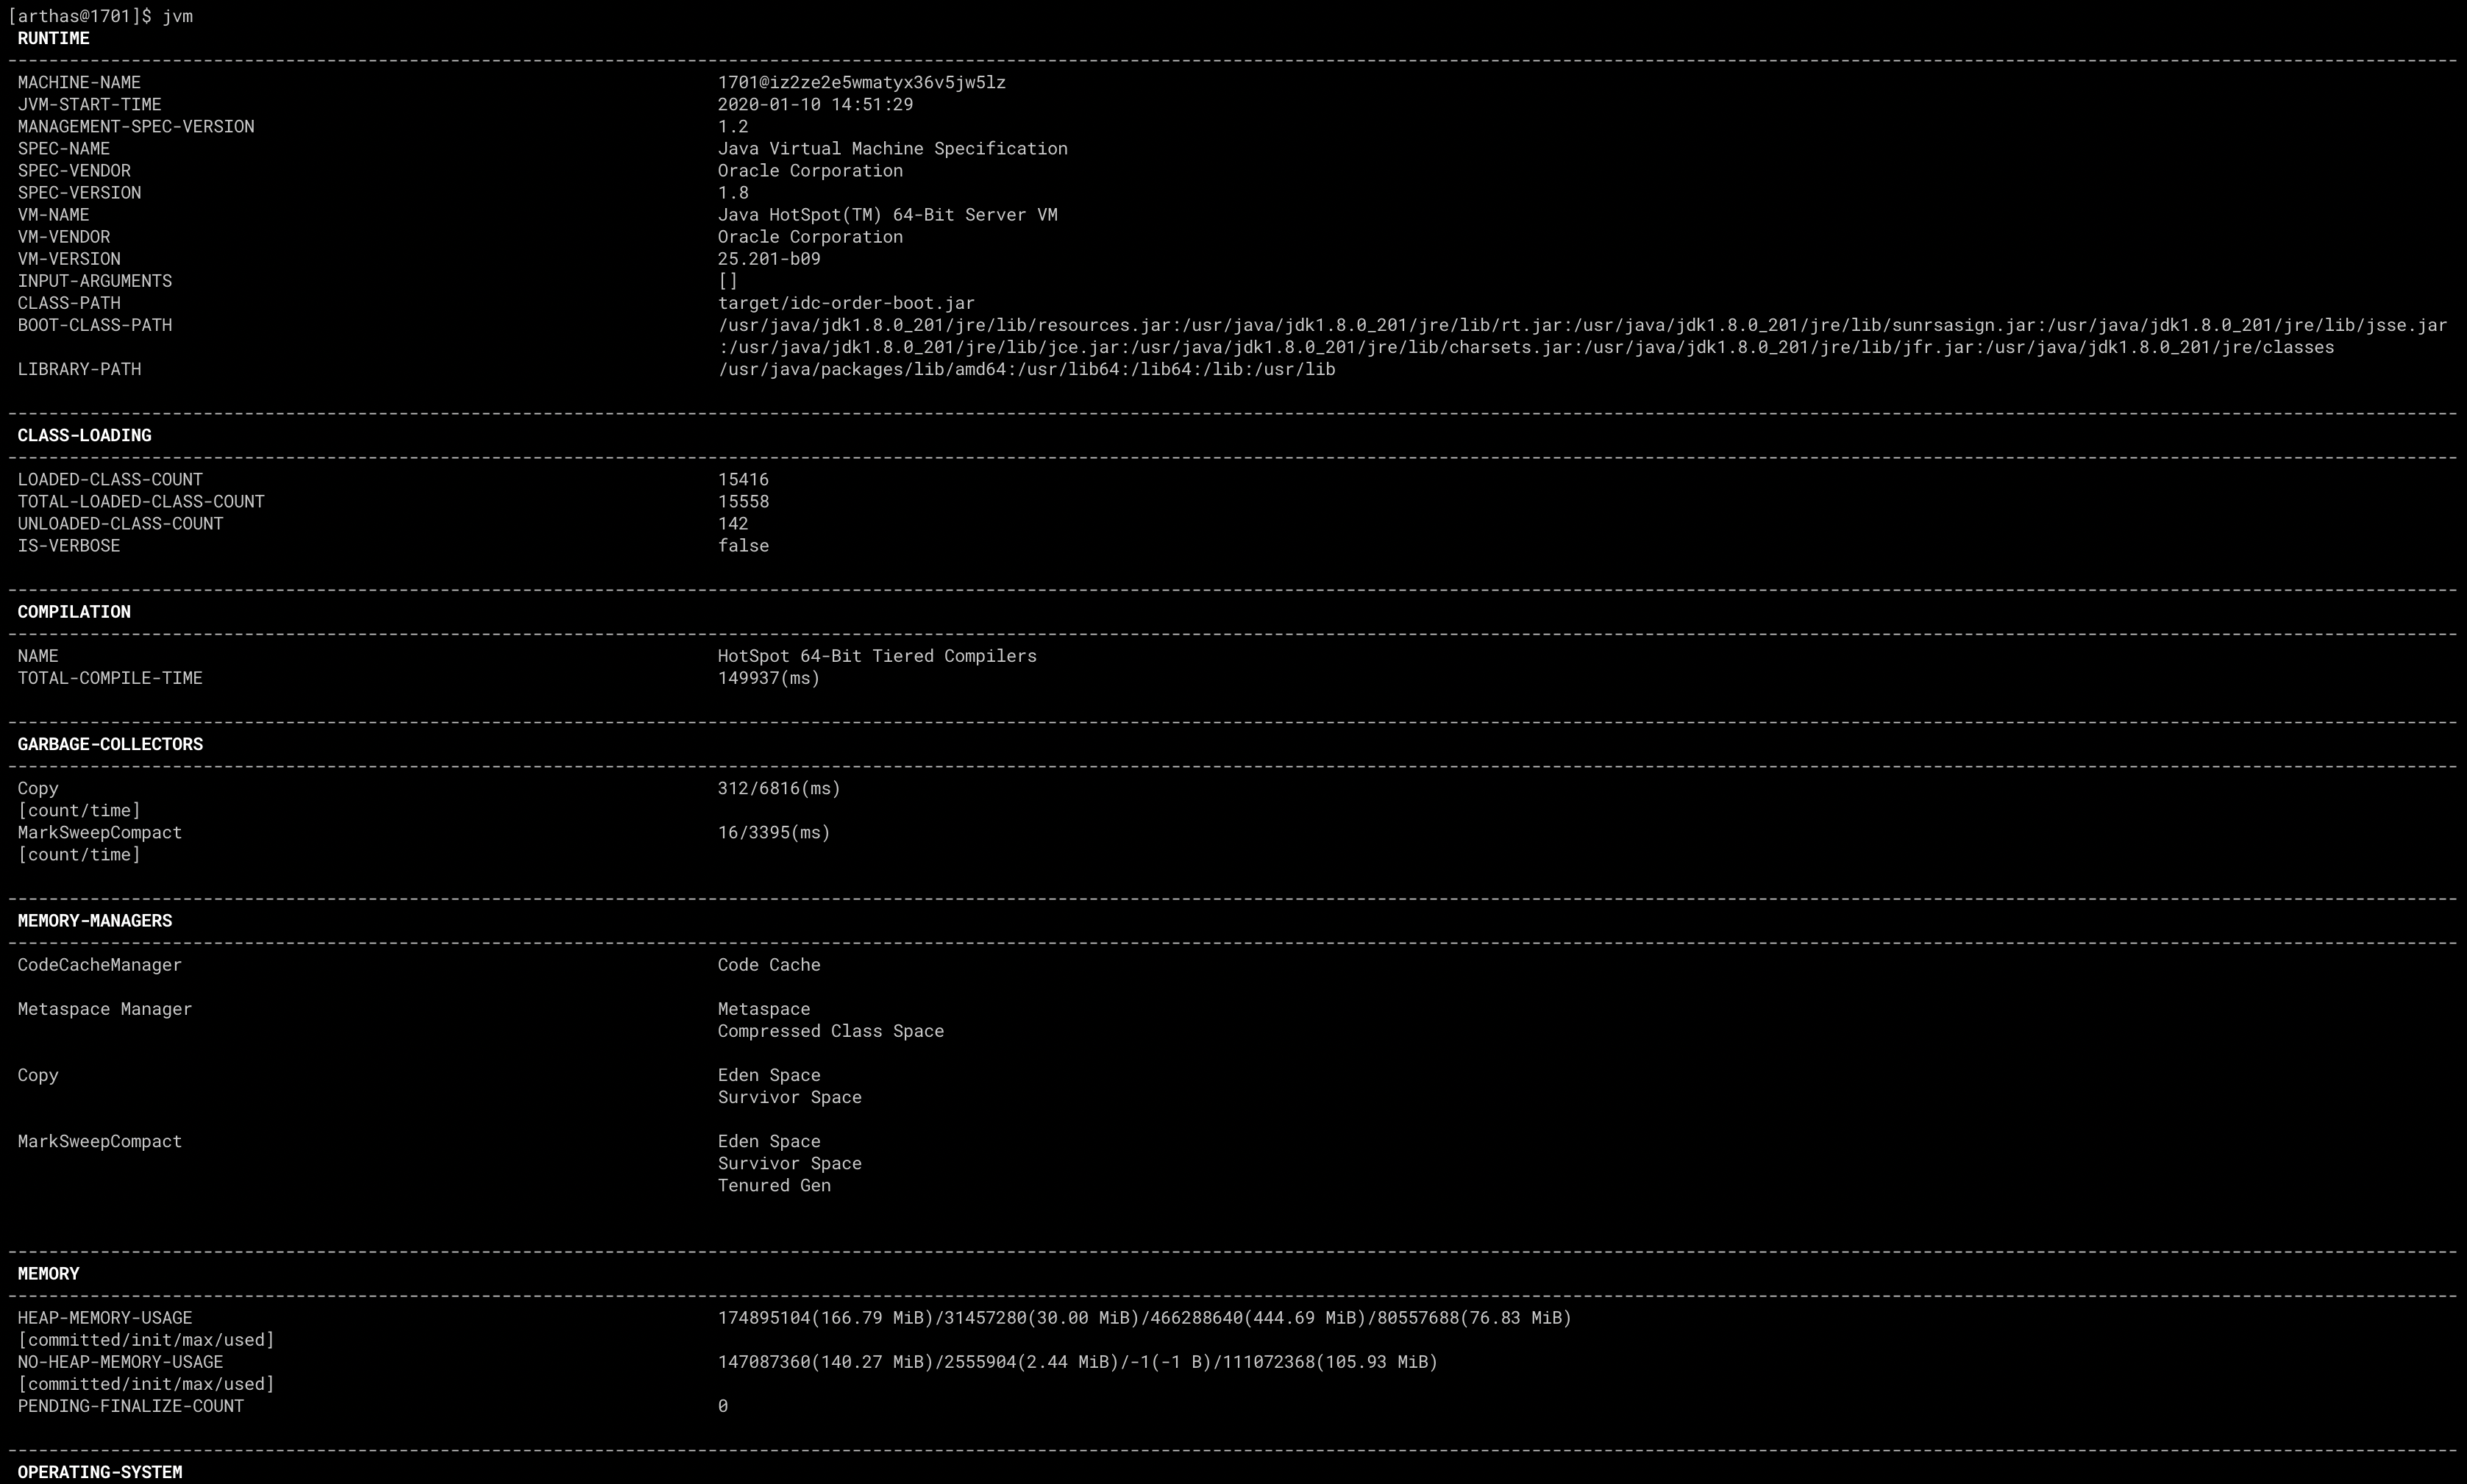 [arthas@1701]$ jvm
RUNTIME
MACHINE-NAME 1701@iz2ze2e5wmatyx36v5jw5lz
JVM-START-TIME 2020-01-10 14:51:29
MANAGEMENT-SPEC-VERSION 1.2
SPEC-NAME Java Virtual Machine Specification
SPEC-VENDOR Oracle Corporation
SPEC-VERSION 1.8
VM-NAME Java HotSpot(TM) 64-Bit Server VM
VM-VENDOR Oracle Corporation
VM-VERSION 25.201-b09
INPUT-ARGUMENTS []
CLASS-PATH target/idc-order-boot.jar
BOOT-CLASS-PATH /usr/java/jdk1.8.0_201/jre/lib/resources.jar:/usr/java/jdk1.8.0_201/jre/lib/rt.jar:/usr/java/jdk1.8.0_201/jre/lib/sunrsasign.jar:/usr/java/jdk1.8.0_201/jre/lib/jsse.jar
:/usr/java/jdk1.8.0_201/jre/lib/jce.jar:/usr/java/jdk1.8.0_201/jre/lib/charsets.jar:/usr/java/jdk1.8.0_201/jre/lib/jfr.jar:/usr/java/jdk1.8.0_201/jre/classes
LIBRARY-PATH /usr/java/packages/lib/amd64:/usr/lib64:/lib64:/lib:/usr/lib
CLASS-LOADING
LOADED-CLASS-COUNT 15416
TOTAL-LOADED-CLASS-COUNT 15558
UNLOADED-CLASS-COUNT 142
IS-VERBOSE false
COMPILATION
NAME HotSpot 64-Bit Tiered Compilers
TOTAL-COMPILE-TIME 149937(ms)
GARBAGE-COLLECTORS
Copy 312/6816(ms)
[count/time]
MarkSweepCompact 16/3395(ms)
[count/time]
MEMORY-MANAGERS
CodeCacheManager Code Cache
Metaspace Manager Metaspace
Compressed Class Space
Copy Eden Space
Survivor Space
MarkSweepCompact Eden Space
Survivor Space
Tenured Gen
MEMORY
HEAP-MEMORY-USAGE 174895104(166.79 MiB)/31457280(30.00 MiB)/466288640(444.69 MiB)/80557688(76.83 MiB)
[committed/init/max/used]
NO-HEAP-MEMORY-USAGE 147087360(140.27 MiB)/2555904(2.44 MiB)/-1(-1 B)/111072368(105.93 MiB)
[committed/init/max/used]
PENDING-FINALIZE-COUNT 0
OPERATING-SYSTEM